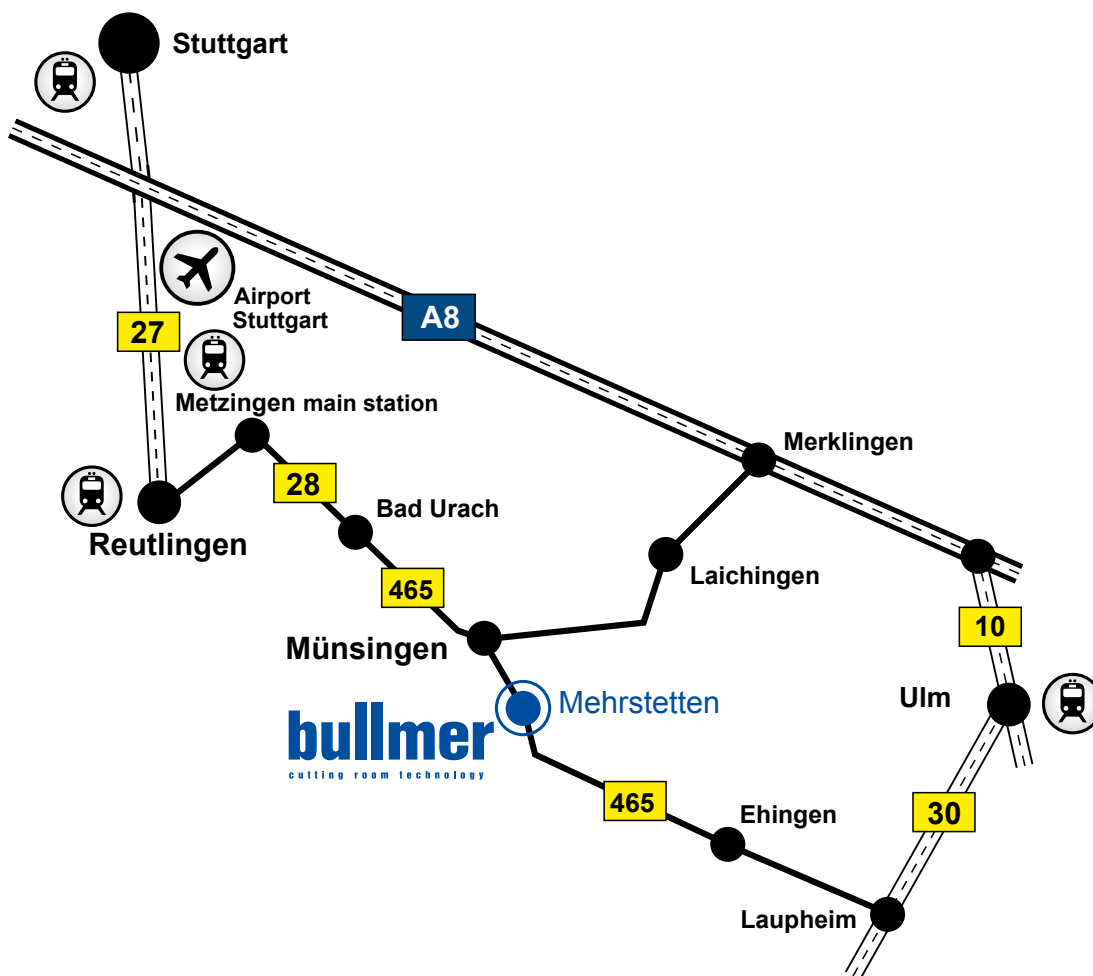 Stuttgart
Airport
Stuttgart
A8
27
Metzingen main station
Merklingen
28
Bad Urach
Reutlingen
Laichingen
465
10
Münsingen
Mehrstetten
Ulm
bullmer
cutting room technology
465
Ehingen
30
Laupheim